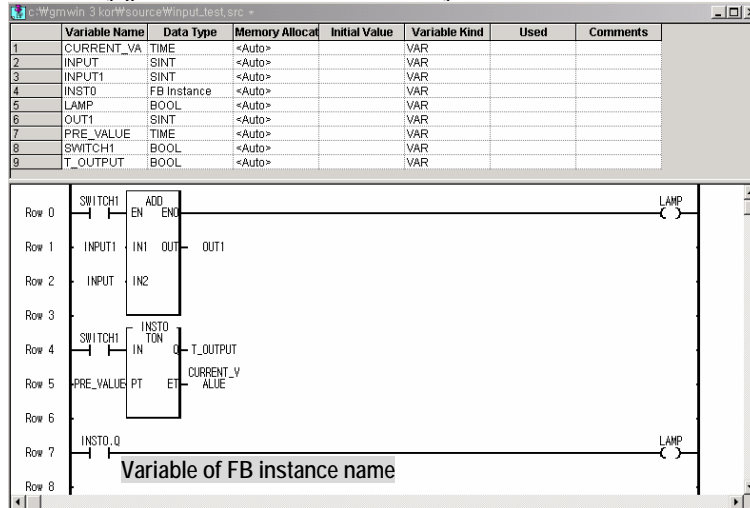 c:₩gmwin 3 kor₩source₩input_test,src *
Variable Name Data Type Memory Allocat Initial Value Variable Kind Used Comments
1 CURRENT_VA TIME <Auto> VAR
2 INPUT SINT <Auto> VAR
3 INPUT1 SINT <Auto> VAR
4 INST0 FB Instance <Auto> VAR
5 LAMP BOOL <Auto> VAR
6 OUT1 SINT <Auto> VAR
7 PRE_VALUE TIME <Auto> VAR
8 SWITCH1 BOOL <Auto> VAR
9 T_OUTPUT BOOL <Auto> VAR
SWITCH1 ADD LAMP
Row 0 EN ENO
Row 1 INPUT1 IN1 OUT OUT1
Row 2 INPUT IN2
Row 3
INST0
SWITCH1 TON
Row 4 IN Q T_OUTPUT
CURRENT_V
Row 5 PRE_VALUE PT ET ALUE
Row 6
INST0.Q LAMP
Row 7
Variable of FB instance name
Row 8